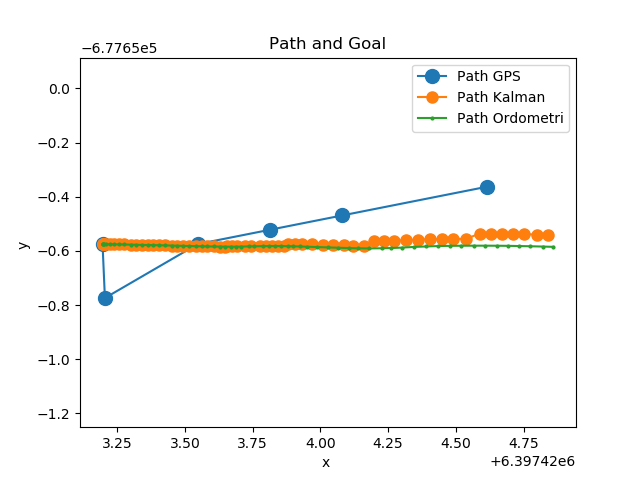 Path and Goal
−6.7765e5
Path GPS
Path Kalman
Path Ordometri
0.0
−0.2
−0.4
−0.6
−0.8
−1.0
−1.2
y
3.25 3.50 3.75 4.00 4.25 4.50 4.75
x
+6.39742e6